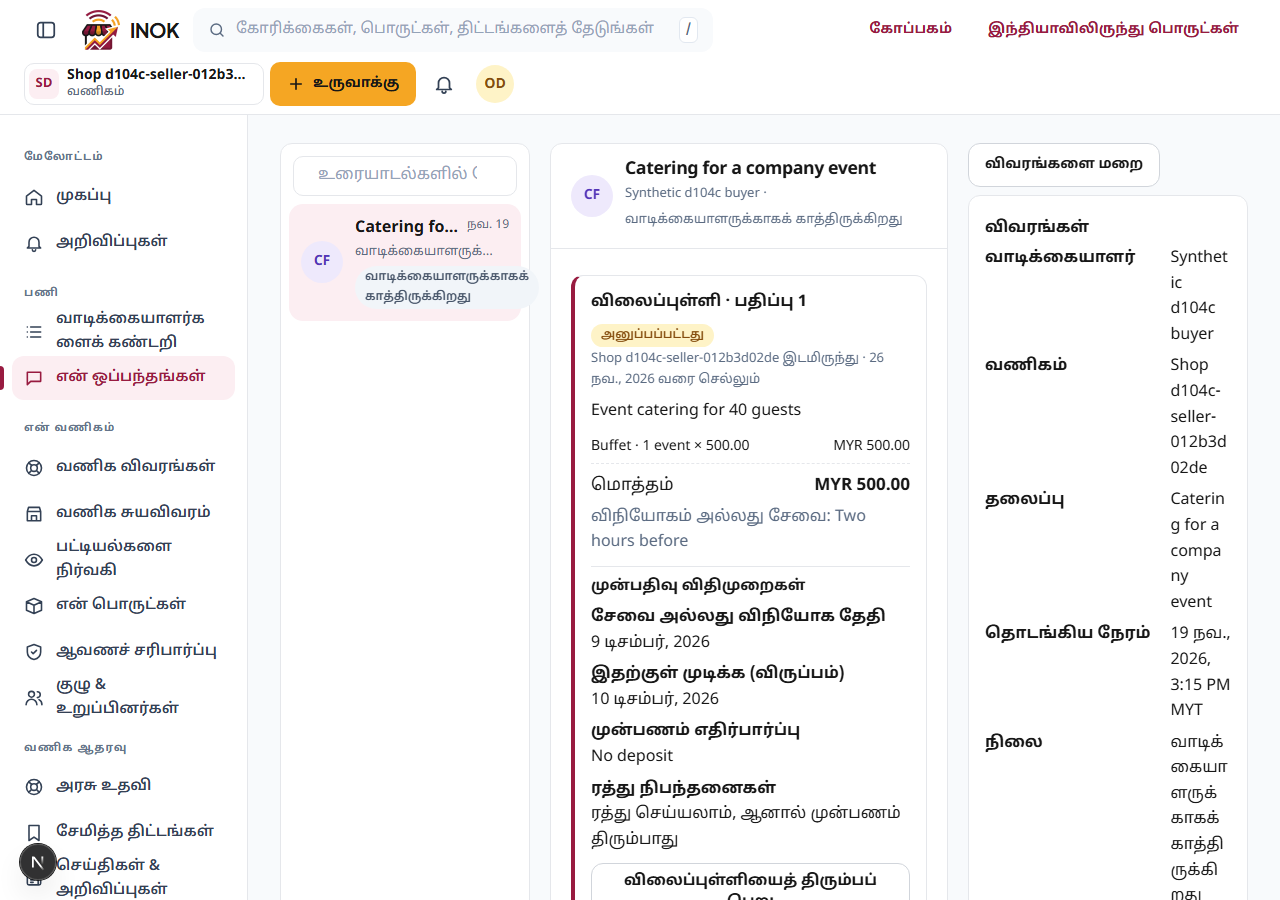 INOK
கோரிக்கைகள், பொருட்கள், திட்டங்களைத் தேடுங்கள்
/
கோப்பகம்
இந்தியாவிலிருந்து பொருட்கள்
SD
Shop d104c-seller-012b3...
வணிகம்
+ உருவாக்கு
OD
மேலோட்டம்
முகப்பு
அறிவிப்புகள்
பணி
வாடிக்கையாளர்க
ளைக் கண்டறி
என் ஒப்பந்தங்கள்
என் வணிகம்
வணிக விவரங்கள்
வணிக சுயவிவரம்
பட்டியல்களை
நிர்வகி
என் பொருட்கள்
ஆவணச் சரிபார்ப்பு
குழு &
உறுப்பினர்கள்
வணிக ஆதரவு
அரசு உதவி
சேமித்த திட்டங்கள்
செய்திகள் &
அறிவிப்புகள்
N
உரையாடல்களில்
CF
Catering fo...
நவ. 19
வாடிக்கையாளருக்...
வாடிக்கையாளருக்காகக்
காத்திருக்கிறது
CF
Catering for a company event
Synthetic d104c buyer ·
வாடிக்கையாளருக்காகக் காத்திருக்கிறது
விலைப்புள்ளி · பதிப்பு 1
அனுப்பப்பட்டது
Shop d104c-seller-012b3d02de இடமிருந்து · 26
நவ., 2026 வரை செல்லும்
Event catering for 40 guests
Buffet · 1 event × 500.00
MYR 500.00
மொத்தம்
MYR 500.00
விநியோகம் அல்லது சேவை: Two
hours before
முன்பதிவு விதிமுறைகள்
சேவை அல்லது விநியோக தேதி
9 டிசம்பர், 2026
இதற்குள் முடிக்க (விருப்பம்)
10 டிசம்பர், 2026
முன்பணம் எதிர்பார்ப்பு
No deposit
ரத்து நிபந்தனைகள்
ரத்து செய்யலாம், ஆனால் முன்பணம்
திரும்பாது
விலைப்புள்ளியைத் திரும்பப்
விவரங்களை மறை
விவரங்கள்
வாடிக்கையாளர்
Synthet
ic
d104c
buyer
வணிகம்
Shop
d104c-
seller-
012b3d
02de
தலைப்பு
Caterin
g for a
compa
ny
event
தொடங்கிய நேரம்
19 நவ.,
2026,
3:15 PM
MYT
நிலை
வாடிக்
கையா
ளருக்
காகக்
காத்தி
ருக்கி
றது